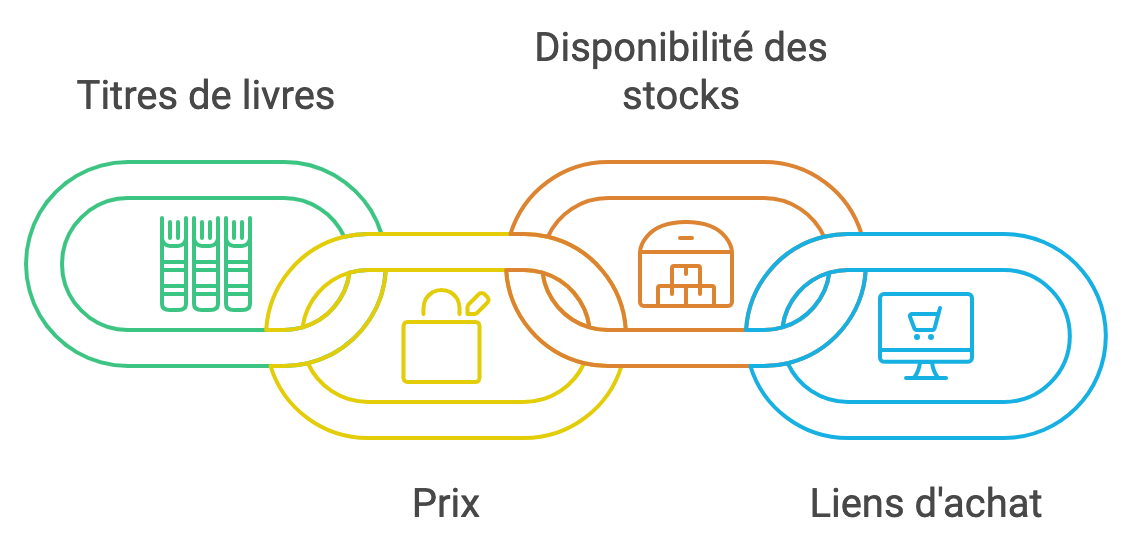 Titres de livres
Disponibilité des
stocks
Prix
Liens d'achat